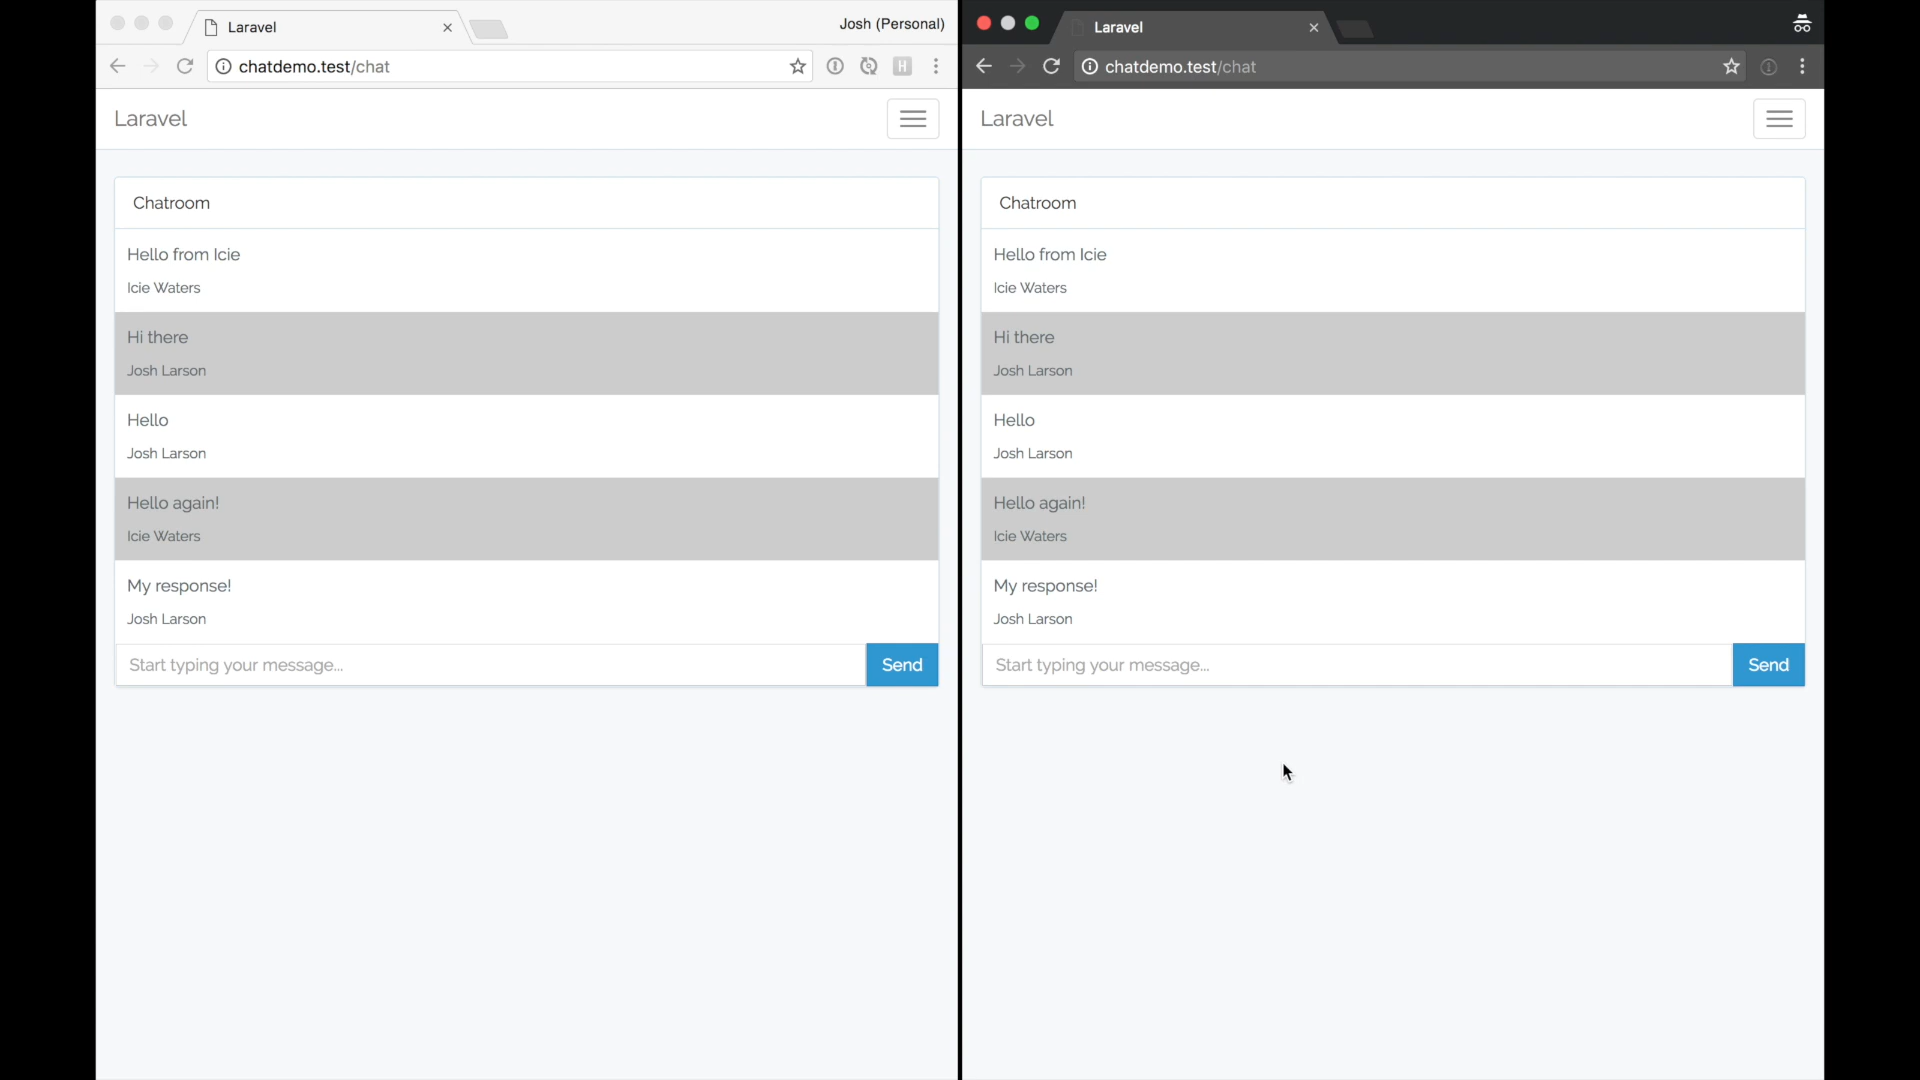 Laravel
Josh (Personal)
chatdemo.test/chat
H
Laravel
Chatroom
Hello from Icie
Icie Waters
Hi there
Josh Larson
Hello
Josh Larson
Hello again!
Icie Waters
My response!
Josh Larson
Start typing your message...
Send
Laravel
chatdemo.test/chat
Laravel
Chatroom
Hello from Icie
Icie Waters
Hi there
Josh Larson
Hello
Josh Larson
Hello again!
Icie Waters
My response!
Josh Larson
Start typing your message...
Send